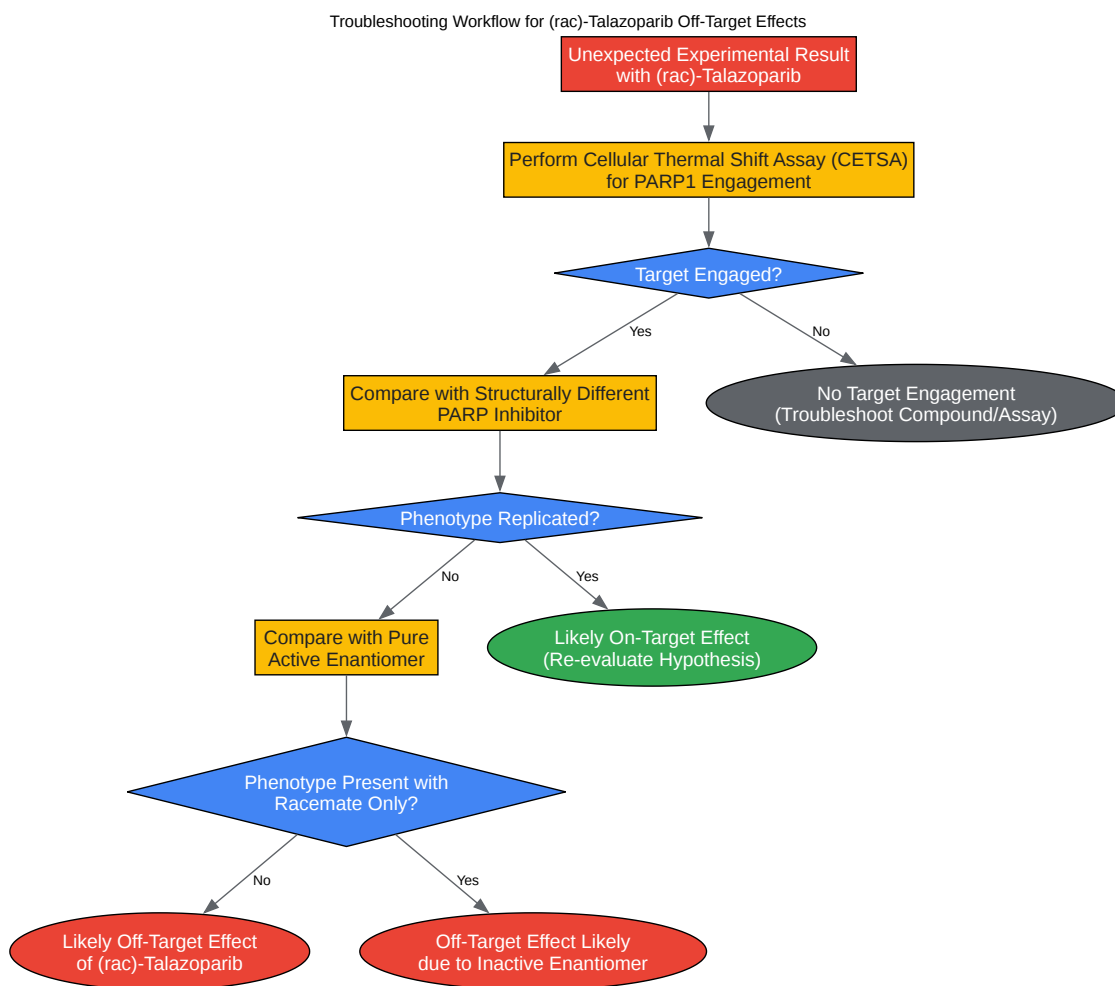 Troubleshooting Workflow for (rac)-Talazoparib Off-Target Effects
Unexpected Experimental Result
with (rac)-Talazoparib
Perform Cellular Thermal Shift Assay (CETSA)
for PARP1 Engagement
Target Engaged?
Yes
No
Compare with Structurally Different
PARP Inhibitor
No Target Engagement
(Troubleshoot Compound/Assay)
Phenotype Replicated?
No
Yes
Compare with Pure
Active Enantiomer
Likely On-Target Effect
(Re-evaluate Hypothesis)
Phenotype Present with
Racemate Only?
No
Yes
Likely Off-Target Effect
of (rac)-Talazoparib
Off-Target Effect Likely
due to Inactive Enantiomer